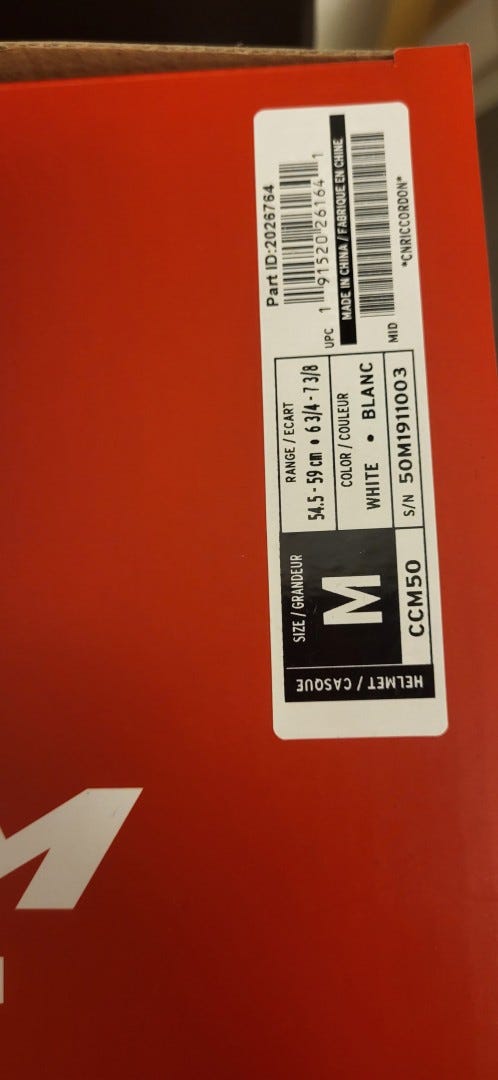 HELMET / CASQUE
SIZE / GRANDEUR
M
CCM50
RANGE / ECART
54.5 - 59 cm • 6 3/4 - 7 3/8
COLOR / COULEUR
WHITE • BLANC
S/N 50M1911003
Part ID:2026764
UPC 1 91520 26164 1
MADE IN CHINA / FABRIQUE EN CHINE
MID
*CNRICCORDON*
M